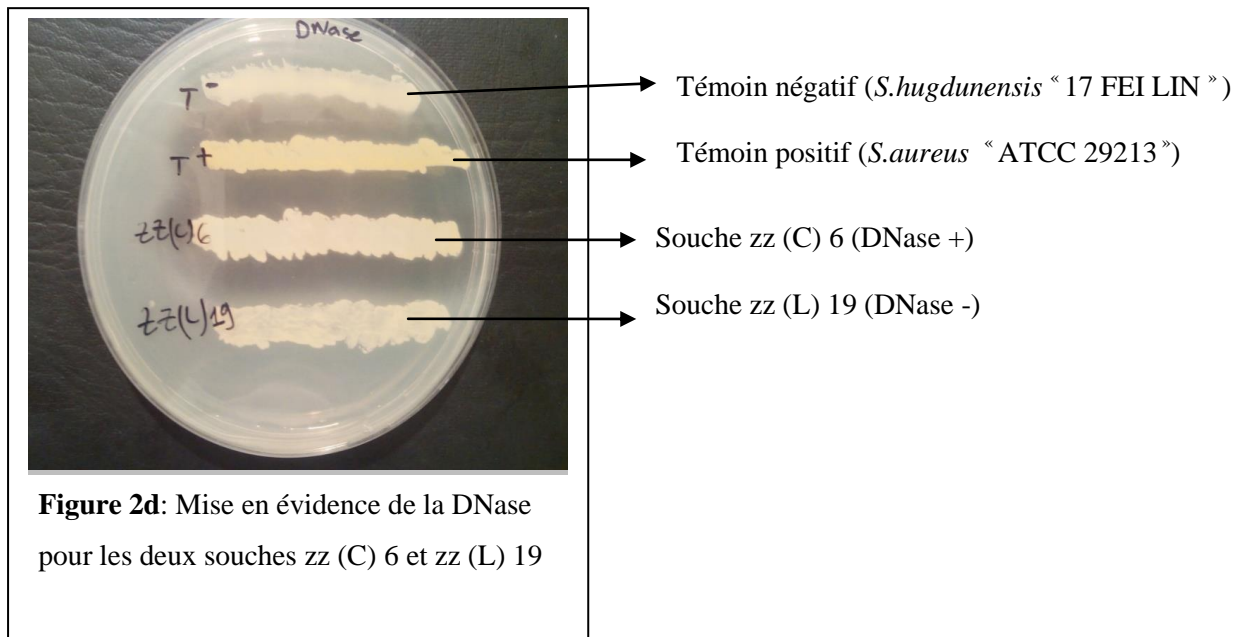 DNase
T -
T +
zz(C)6
zz(L)19
Témoin négatif (S.hugdunensis « 17 FEI LIN » )
Témoin positif (S.aureus « ATCC 29213 »)
Souche zz (C) 6 (DNase +)
Souche zz (L) 19 (DNase -)
Figure 2d: Mise en évidence de la DNase
pour les deux souches zz (C) 6 et zz (L) 19